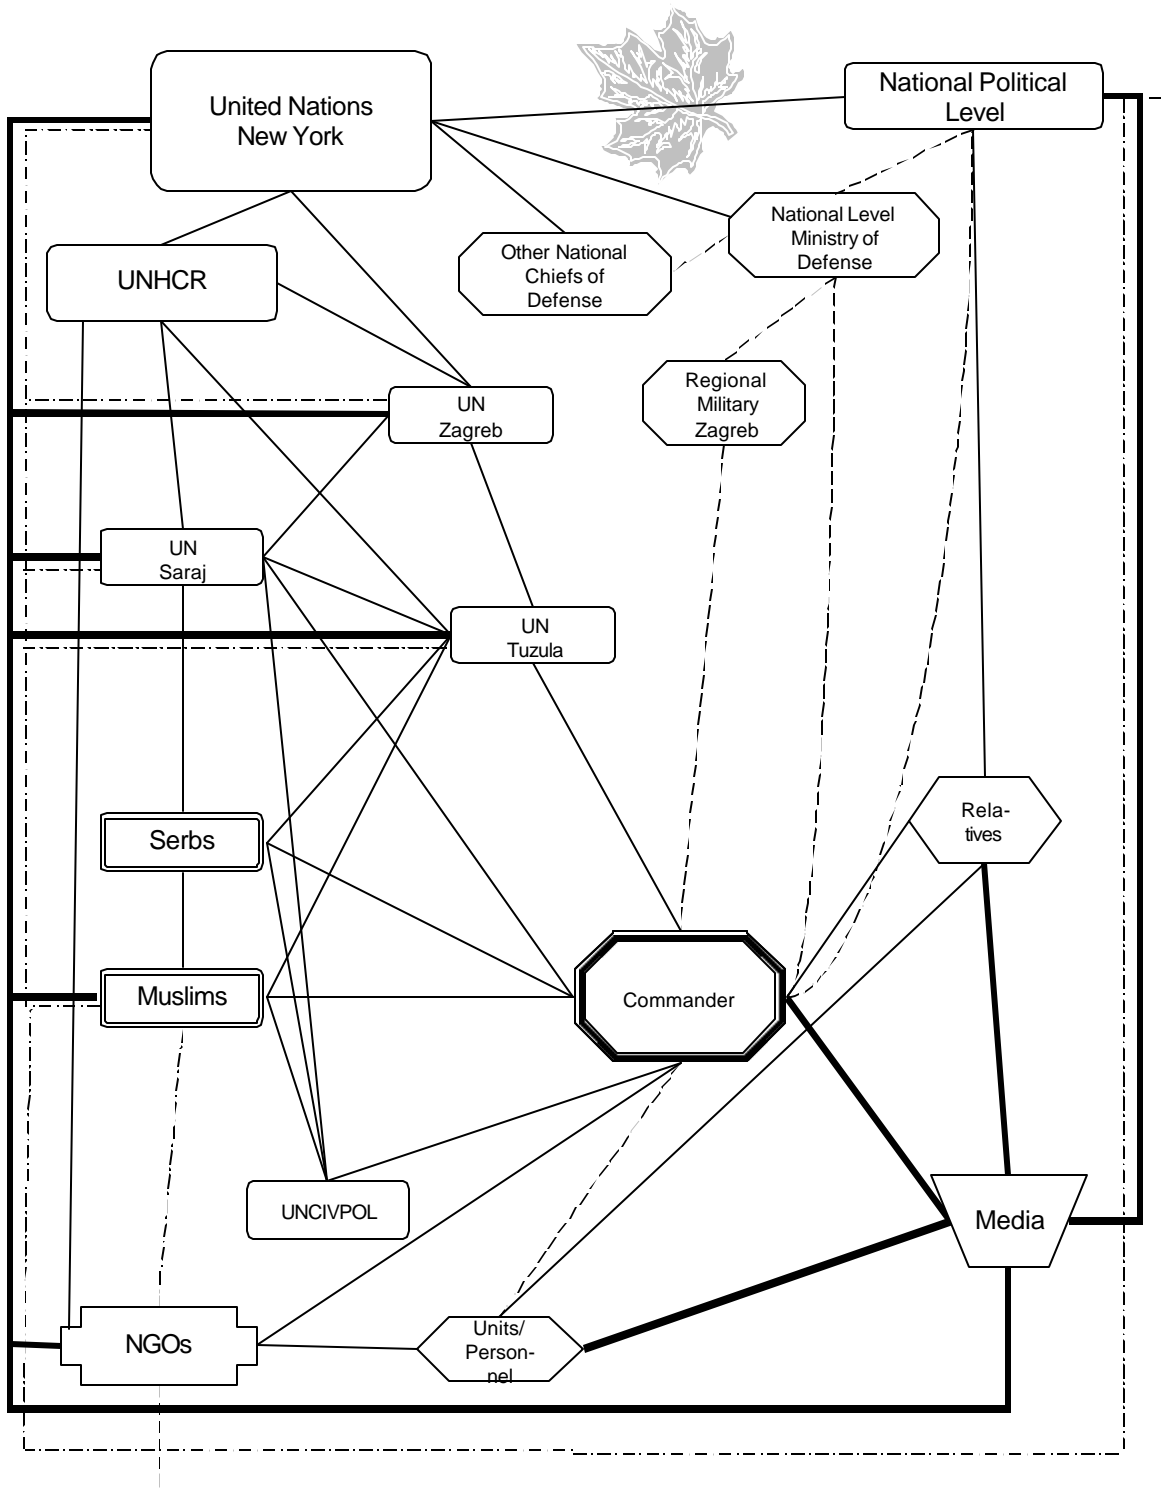 United Nations
New York
National Political
Level
National Level
Ministry of
Defense
Other National
Chiefs of
Defense
UNHCR
Regional
Military
Zagreb
UN
Zagreb
UN
Saraj
UN
Tuzula
Rela-
tives
Serbs
Muslims
Commander
UNCIVPOL
Media
NGOs
Units/
Person-
nel